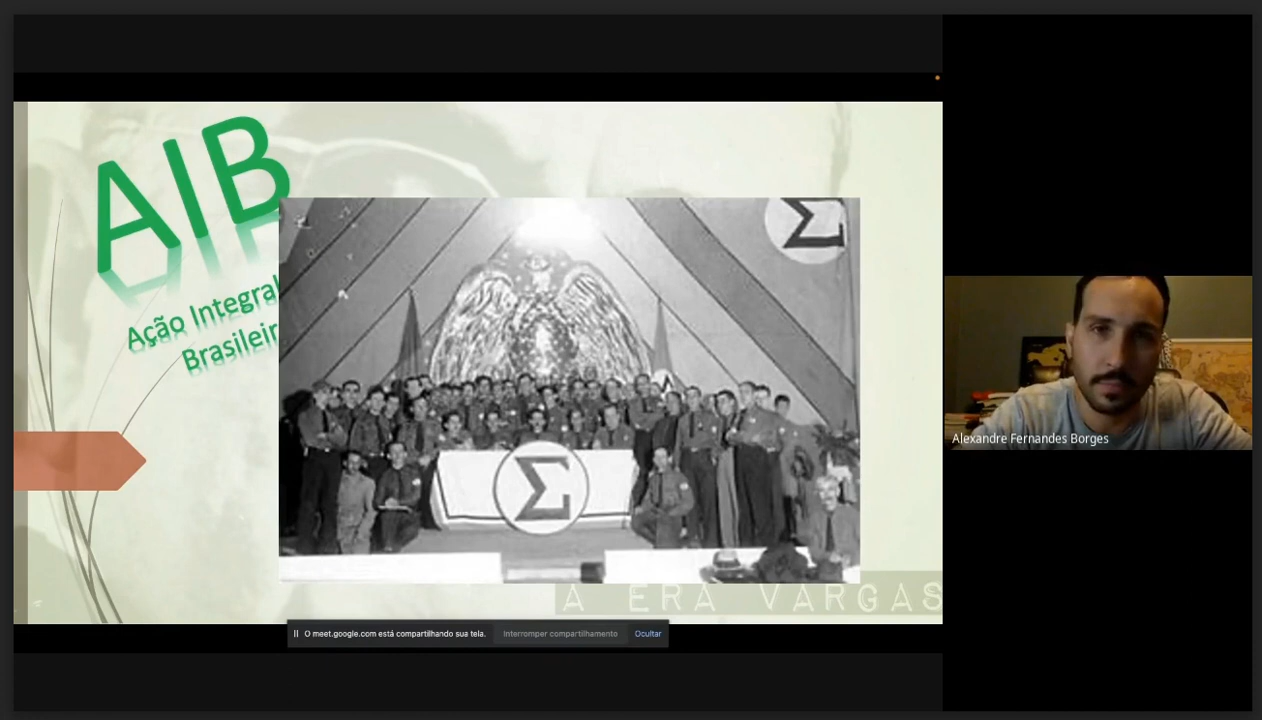 AIB
Ação Integral
Brasileir
Σ
Σ
A ERA VARGAS
O meet.google.com está compartilhando sua tela. Interromper compartilhamento Ocultar
Alexandre Fernandes Borges